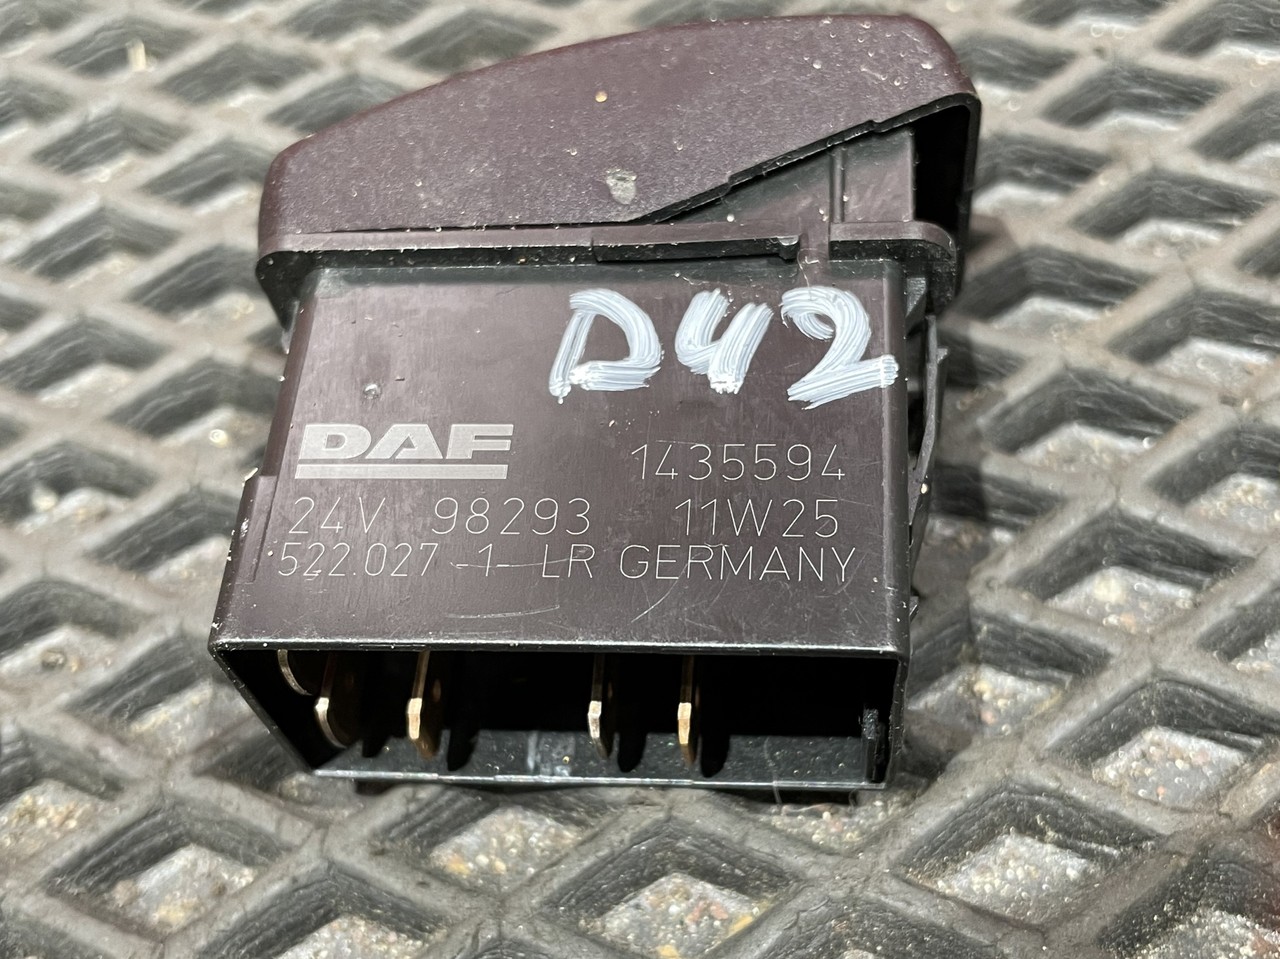 D42
DAF 1435594
24V 98293 11W25
522.027 -1- LR GERMANY